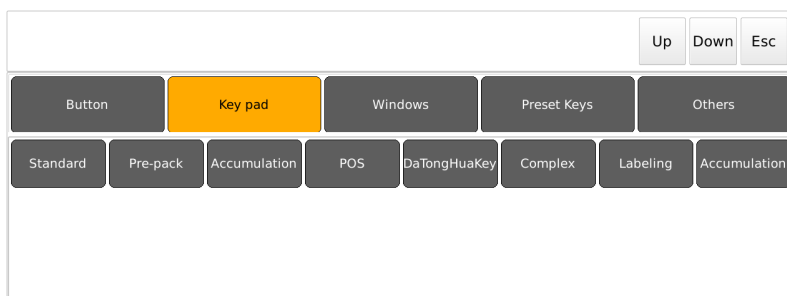 Up Down Esc
Button Key pad Windows Preset Keys Others
Standard Pre-pack Accumulation POS DaTongHuaKey Complex Labeling Accumulation